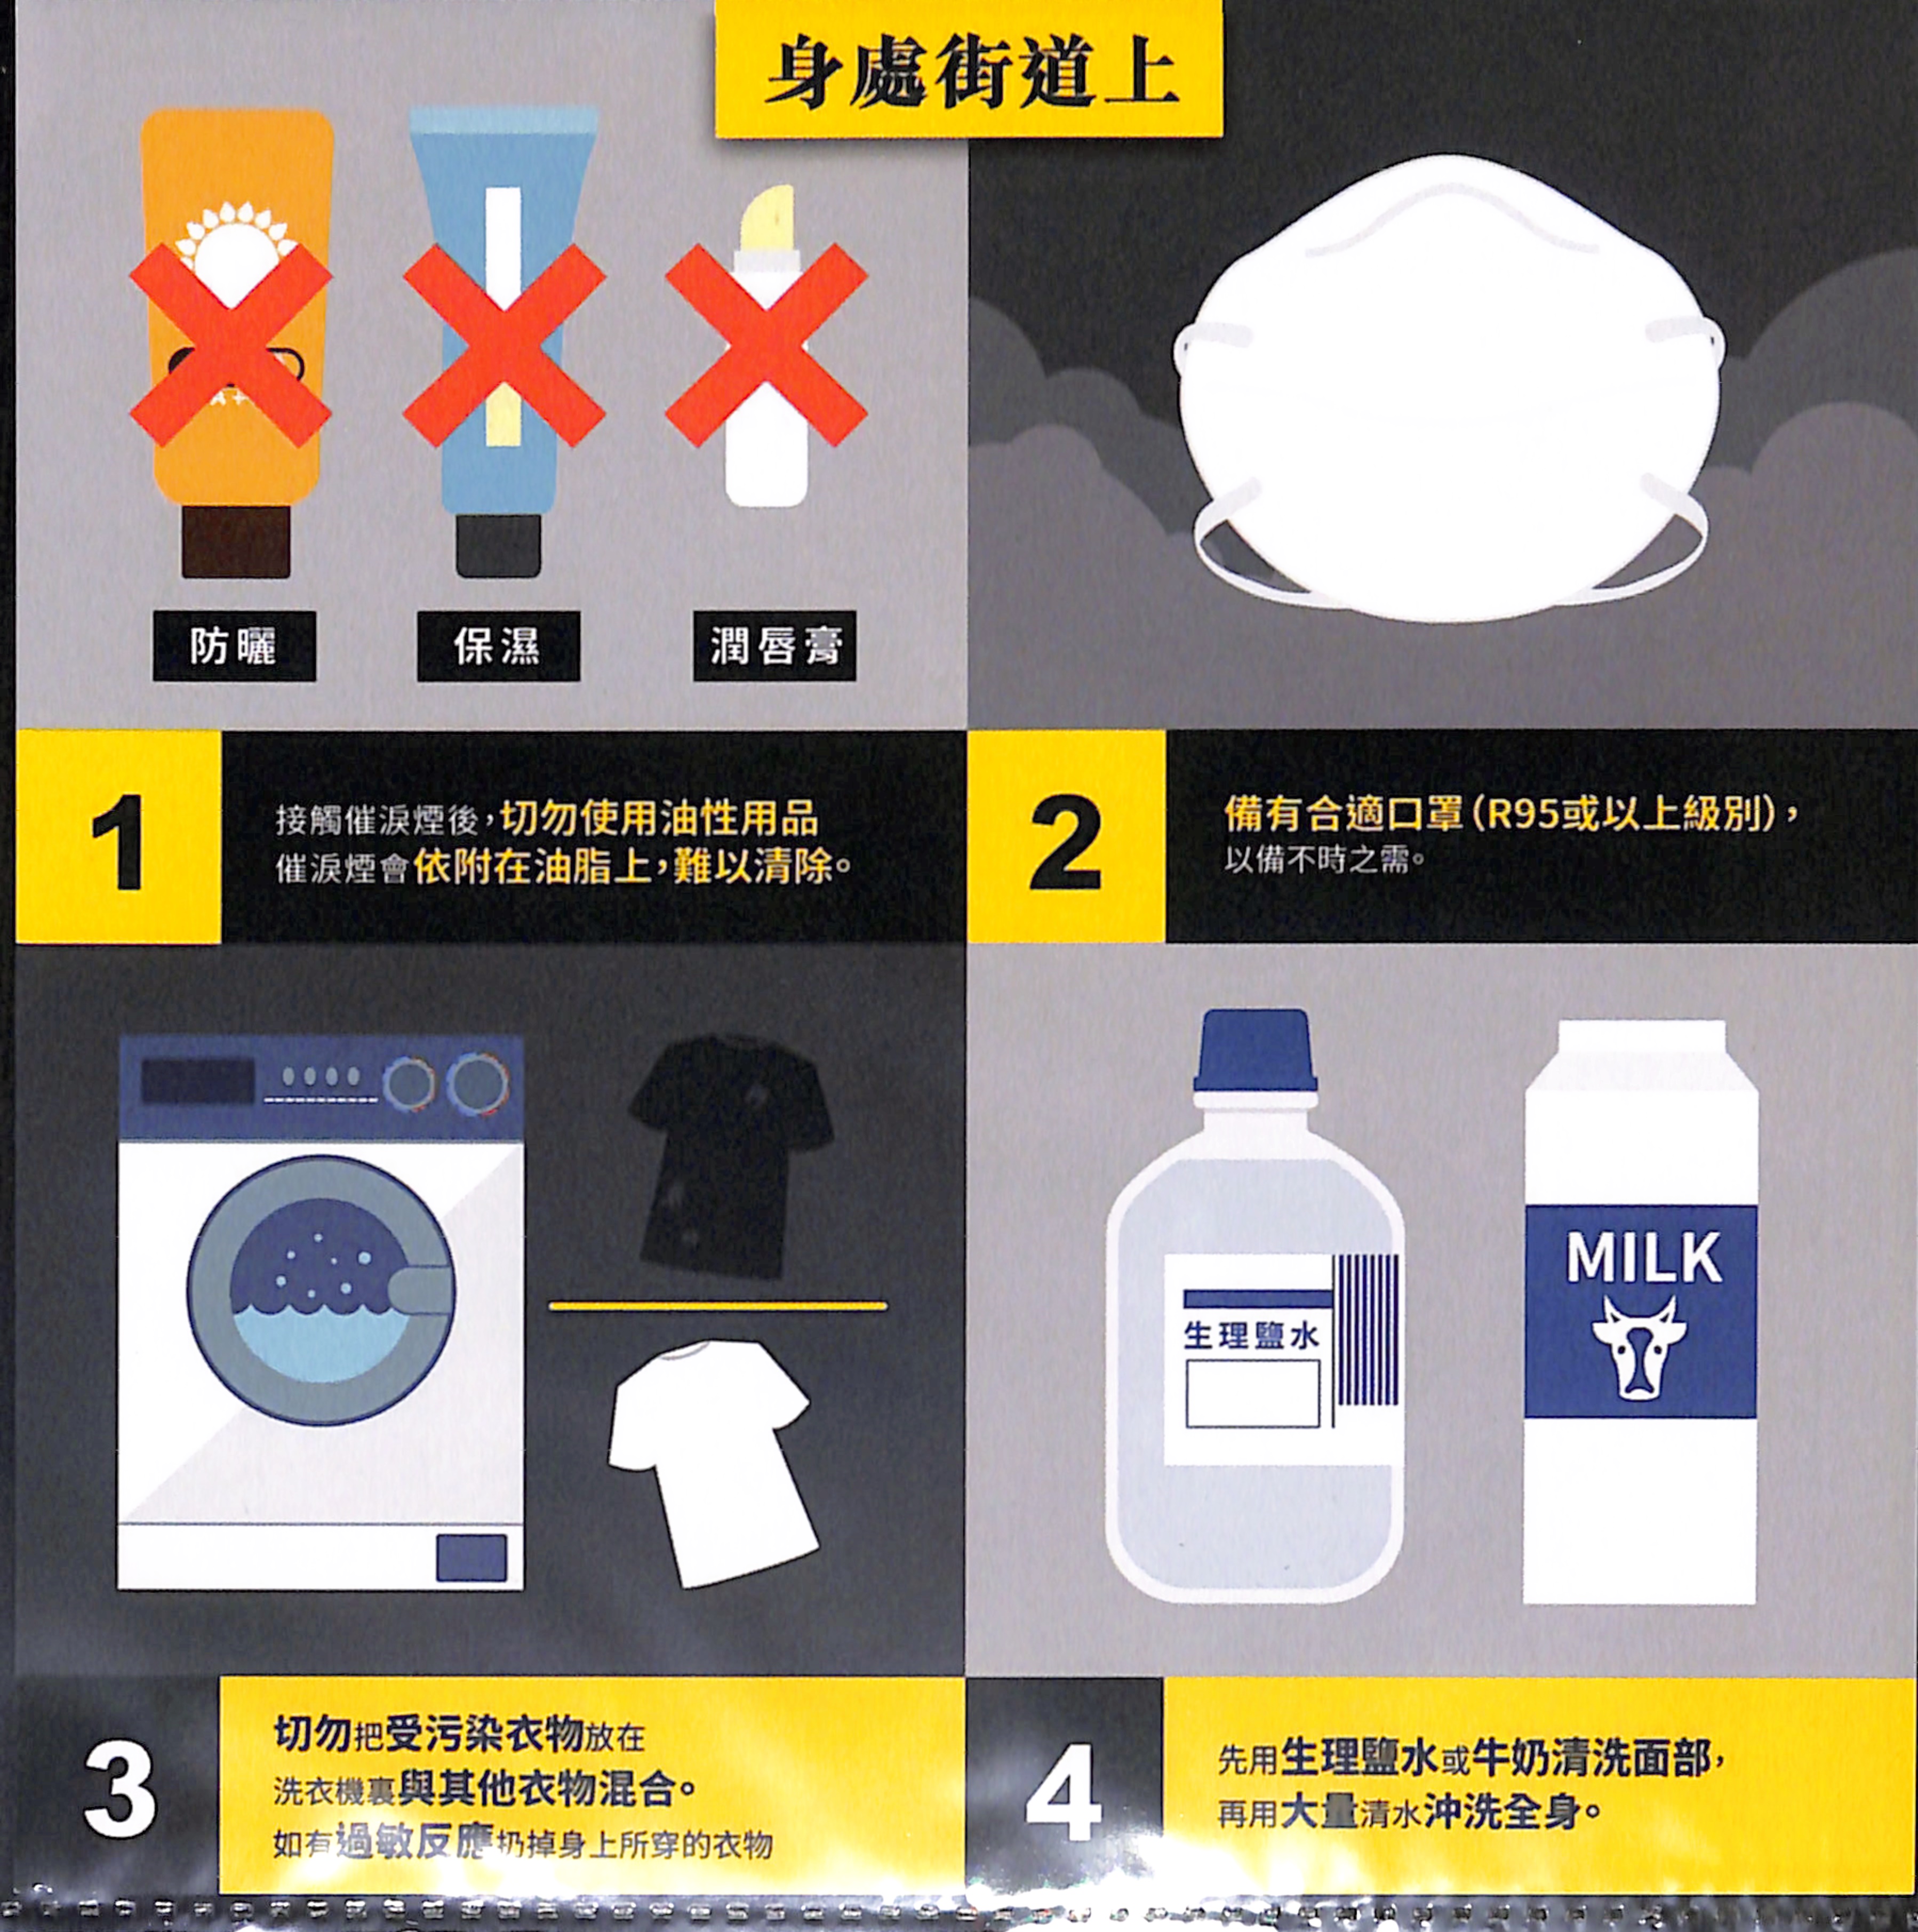 身處街道上
A+
防曬
保濕
潤唇膏
1
接觸催淚煙後，切勿使用油性用品
催淚煙會依附在油脂上，難以清除。
2
備有合適口罩（R95或以上級別），
以備不時之需。
生理鹽水
MILK
3
切勿把受污染衣物放在
洗衣機裏與其他衣物混合。
如有過敏反應扔掉身上所穿的衣物
4
先用生理鹽水或牛奶清洗面部，
再用大量清水沖洗全身。